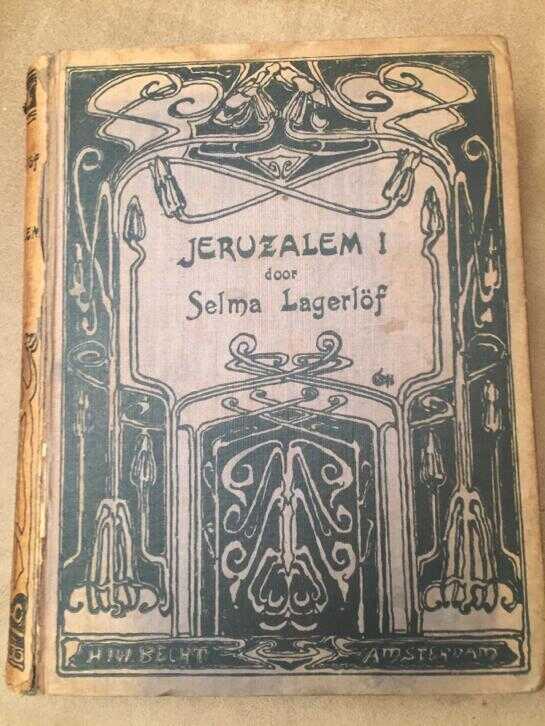 JERUZALEM I
door
Selma Lagerlöf
H.J.W. BECHT AMSTERDAM